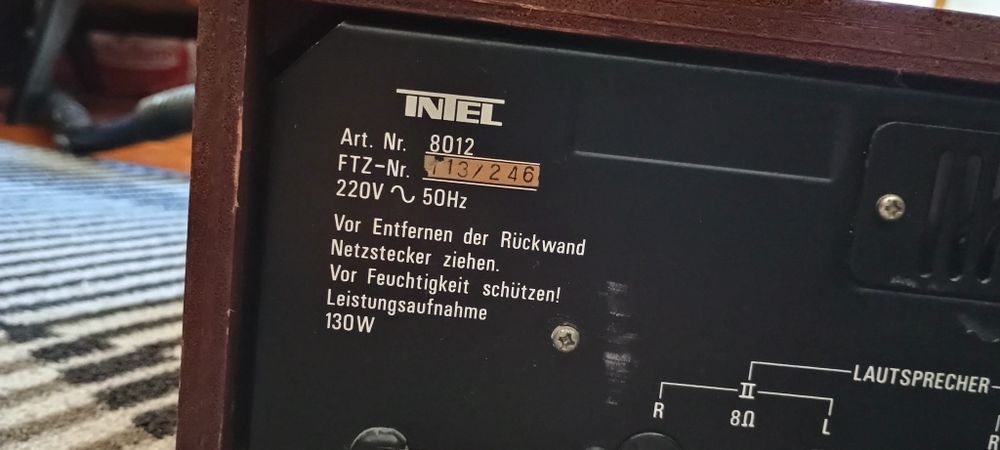 INTEL
Art. Nr. 8012
FTZ-Nr. 113/246
220V ~ 50Hz
Vor Entfernen der Rückwand
Netzstecker ziehen.
Vor Feuchtigkeit schützen!
Leistungsaufnahme
130W
LAUTSPRECHER
II
R 8Ω L
R